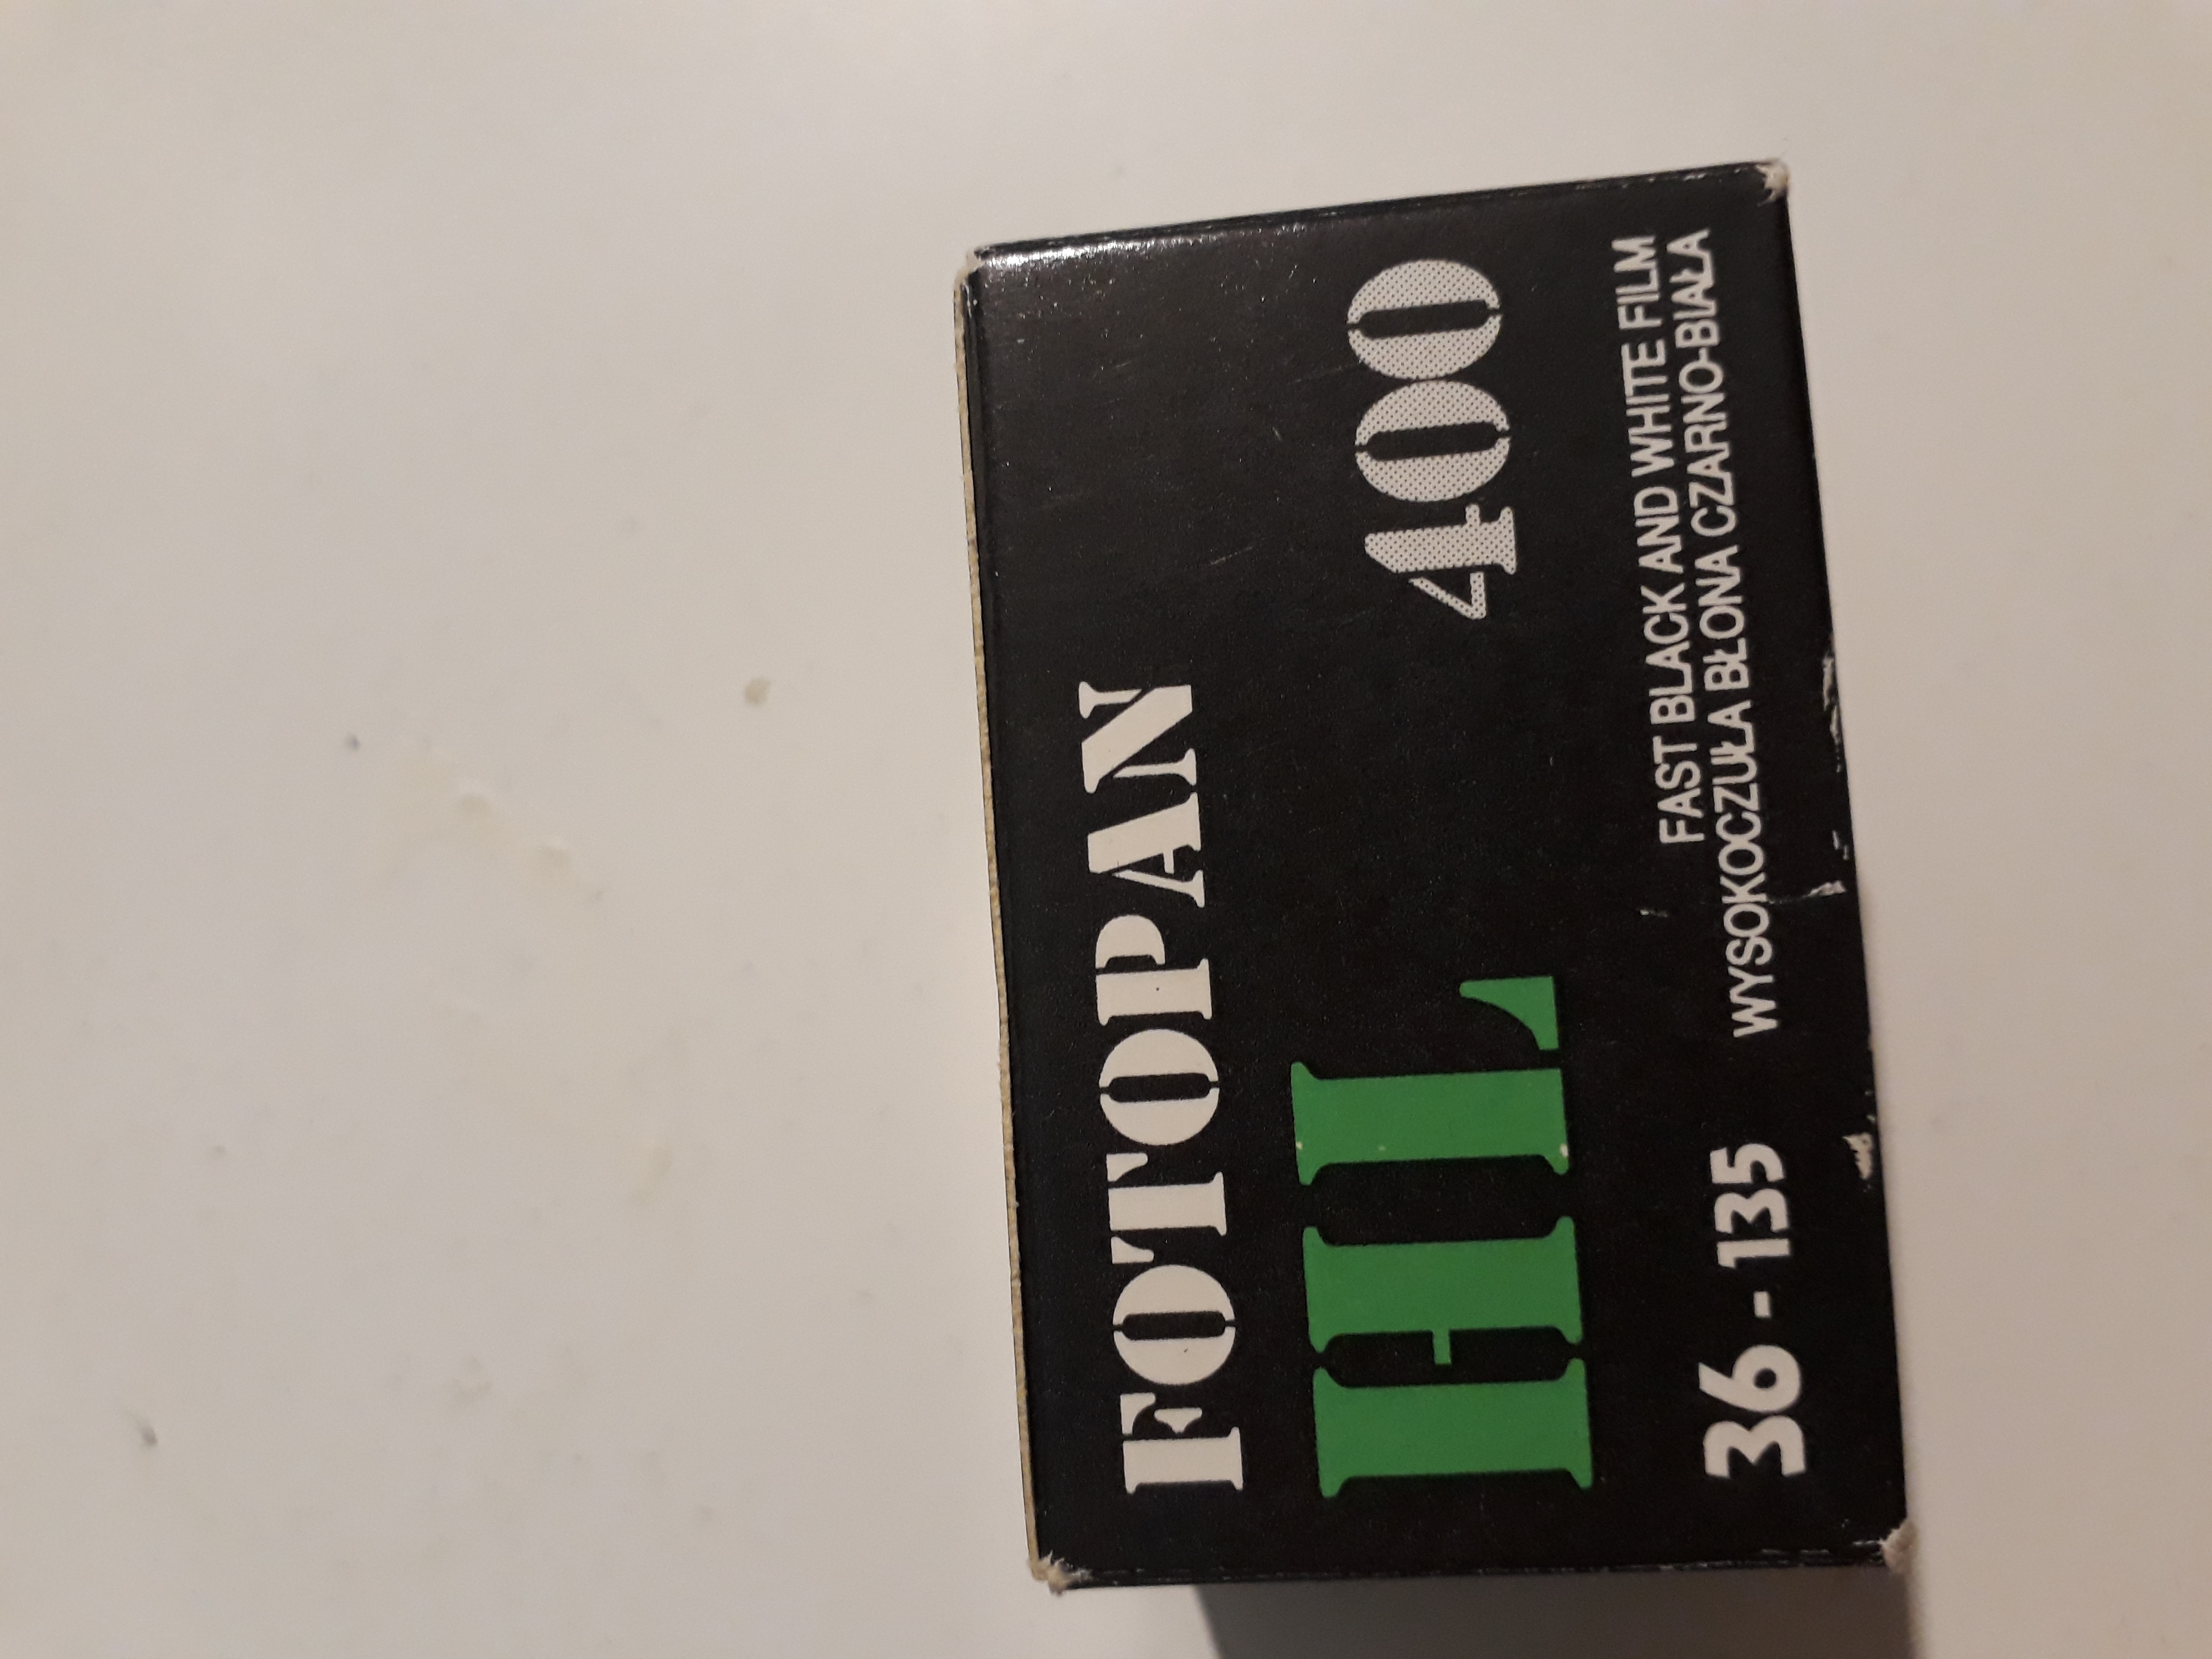 FOTOPAN
HL 400
FAST BLACK AND WHITE FILM
36 - 135 WYSOKOCZUŁA BŁONA CZARNO-BIAŁA